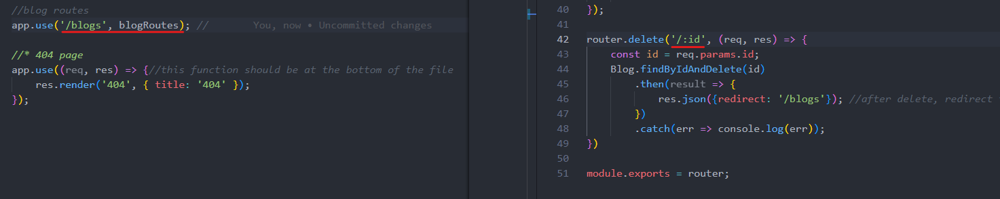 //blog routes
app.use('/blogs', blogRoutes); // You, now • Uncommitted changes
//* 404 page
app.use((req, res) => {//this function should be at the bottom of the file
res.render('404', { title: '404' });
});
40 });
41
42 router.delete('/:id', (req, res) => {
43 const id = req.params.id;
44 Blog.findByIdAndDelete(id)
45 .then(result => {
46 res.json({redirect: '/blogs'}); //after delete, redirect
47 })
48 .catch(err => console.log(err));
49 })
50
51 module.exports = router;